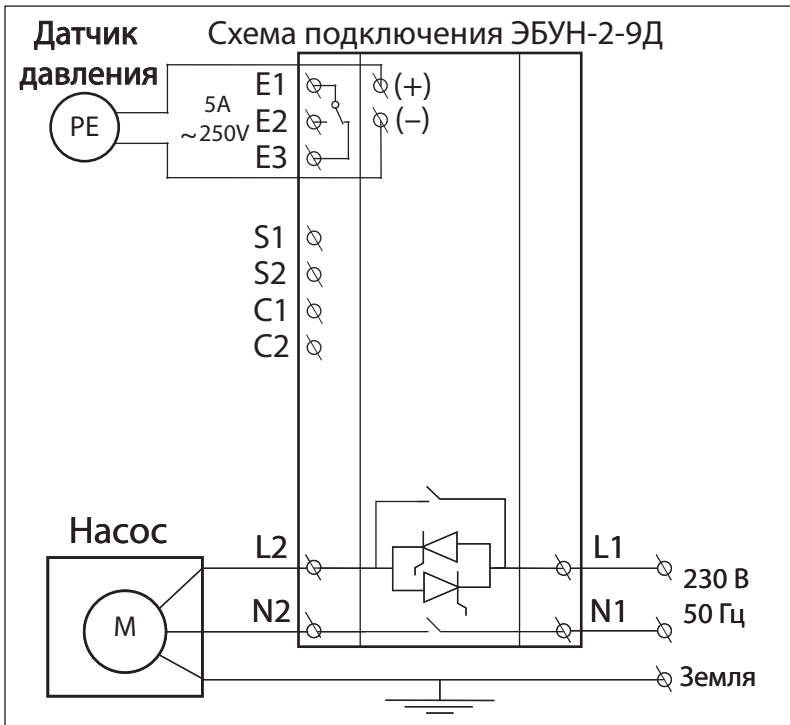 Схема подключения ЭБУН-2-9Д
Датчик
давления
PE
5A
~250V
E1
E2
E3
(+)
(−)
S1
S2
C1
C2
Насос
M
L2
N2
L1
N1
230 В
50 Гц
Земля